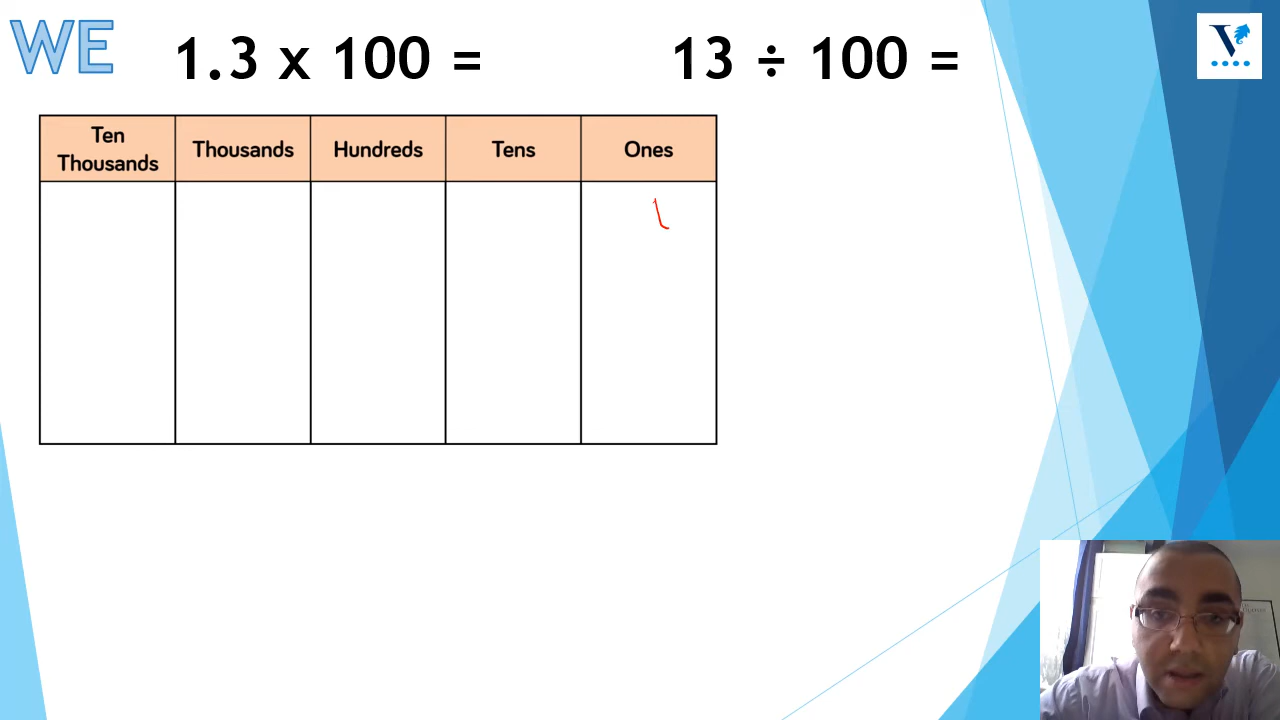 WE
1.3 x 100 =
13 ÷ 100 =
V
Ten Thousands
Thousands
Hundreds
Tens
Ones
1